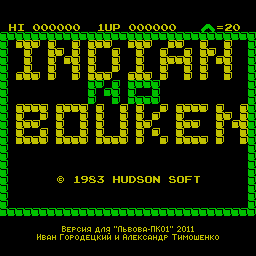 HI 000000 1UP 000000 =20
INDIAN
NO
BOUKEN
© 1983 HUDSON SOFT
Версия для "Львова-ПК01" 2011
Иван Городецкий и Александр Тимошенко